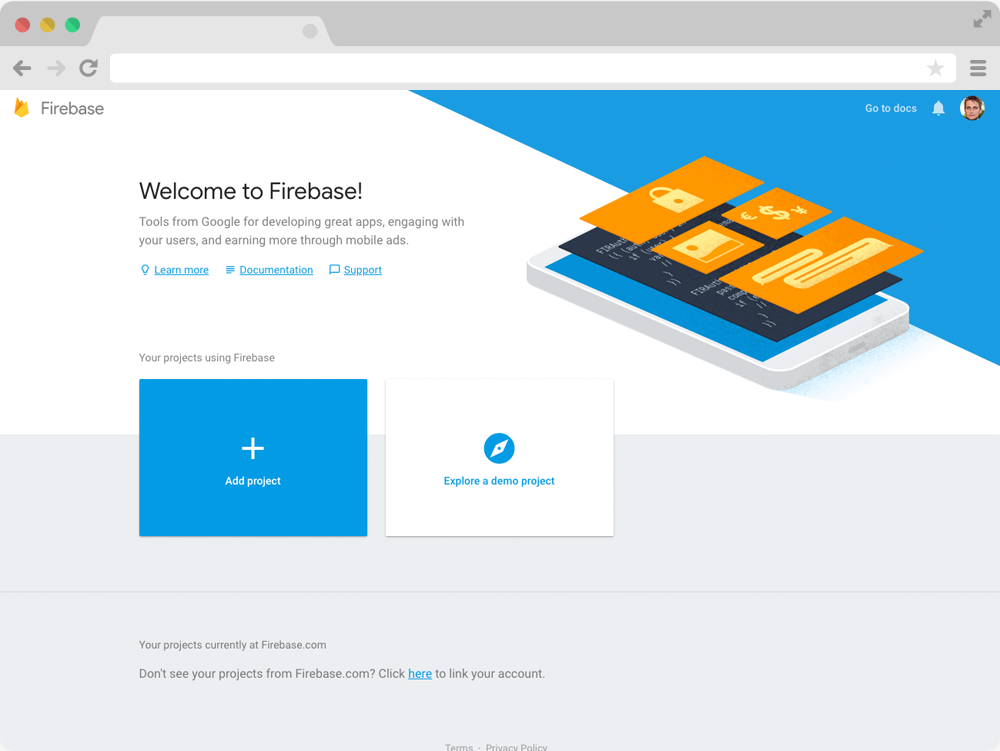 Firebase
Go to docs
Welcome to Firebase!
Tools from Google for developing great apps, engaging with
your users, and earning more through mobile ads.
Learn more
Documentation
Support
Your projects using Firebase
Add project
Explore a demo project
Your projects currently at Firebase.com
Don't see your projects from Firebase.com? Click here to link your account.
Terms · Privacy Policy